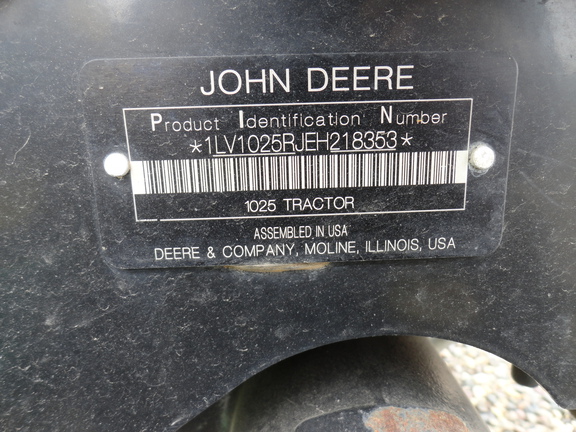 JOHN DEERE
Product Identification Number
*1LV1025RJEH218353*
1025 TRACTOR
ASSEMBLED IN USA
DEERE & COMPANY, MOLINE, ILLINOIS, USA